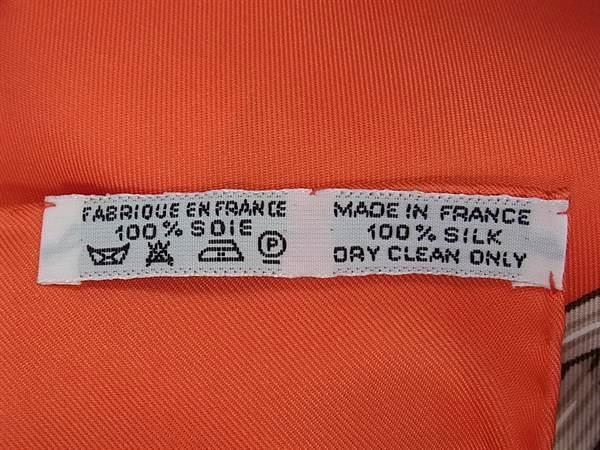 FABRIQUE EN FRANCE
100% SOIE
P
MADE IN FRANCE
100% SILK
DRY CLEAN ONLY